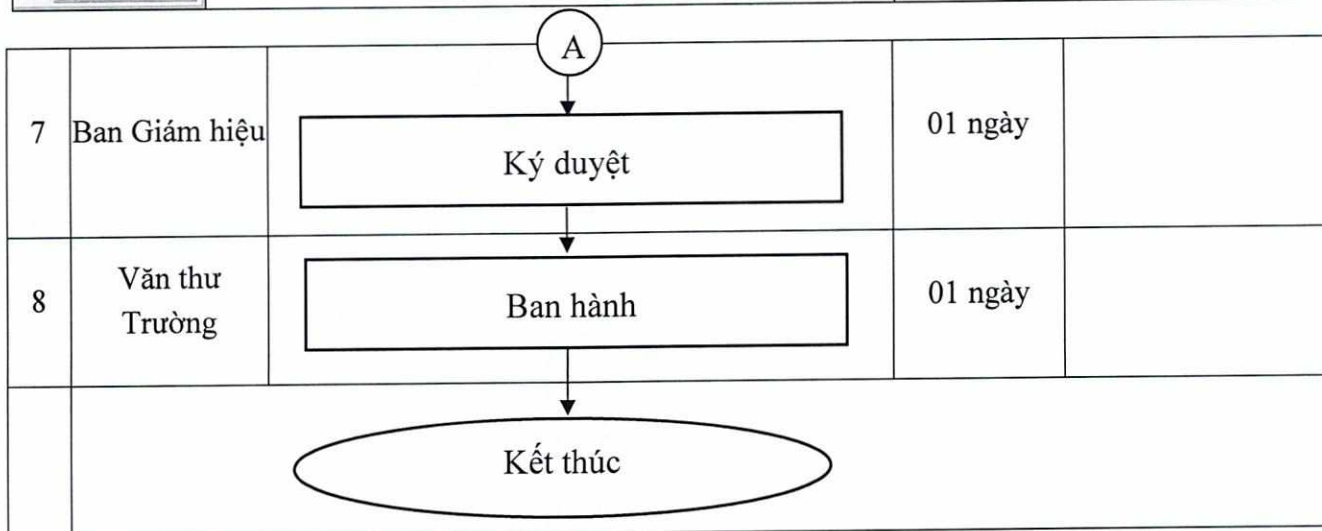 A
7
Ban Giám hiệu
Ký duyệt
01 ngày
8
Văn thư
Trường
Ban hành
01 ngày
Kết thúc